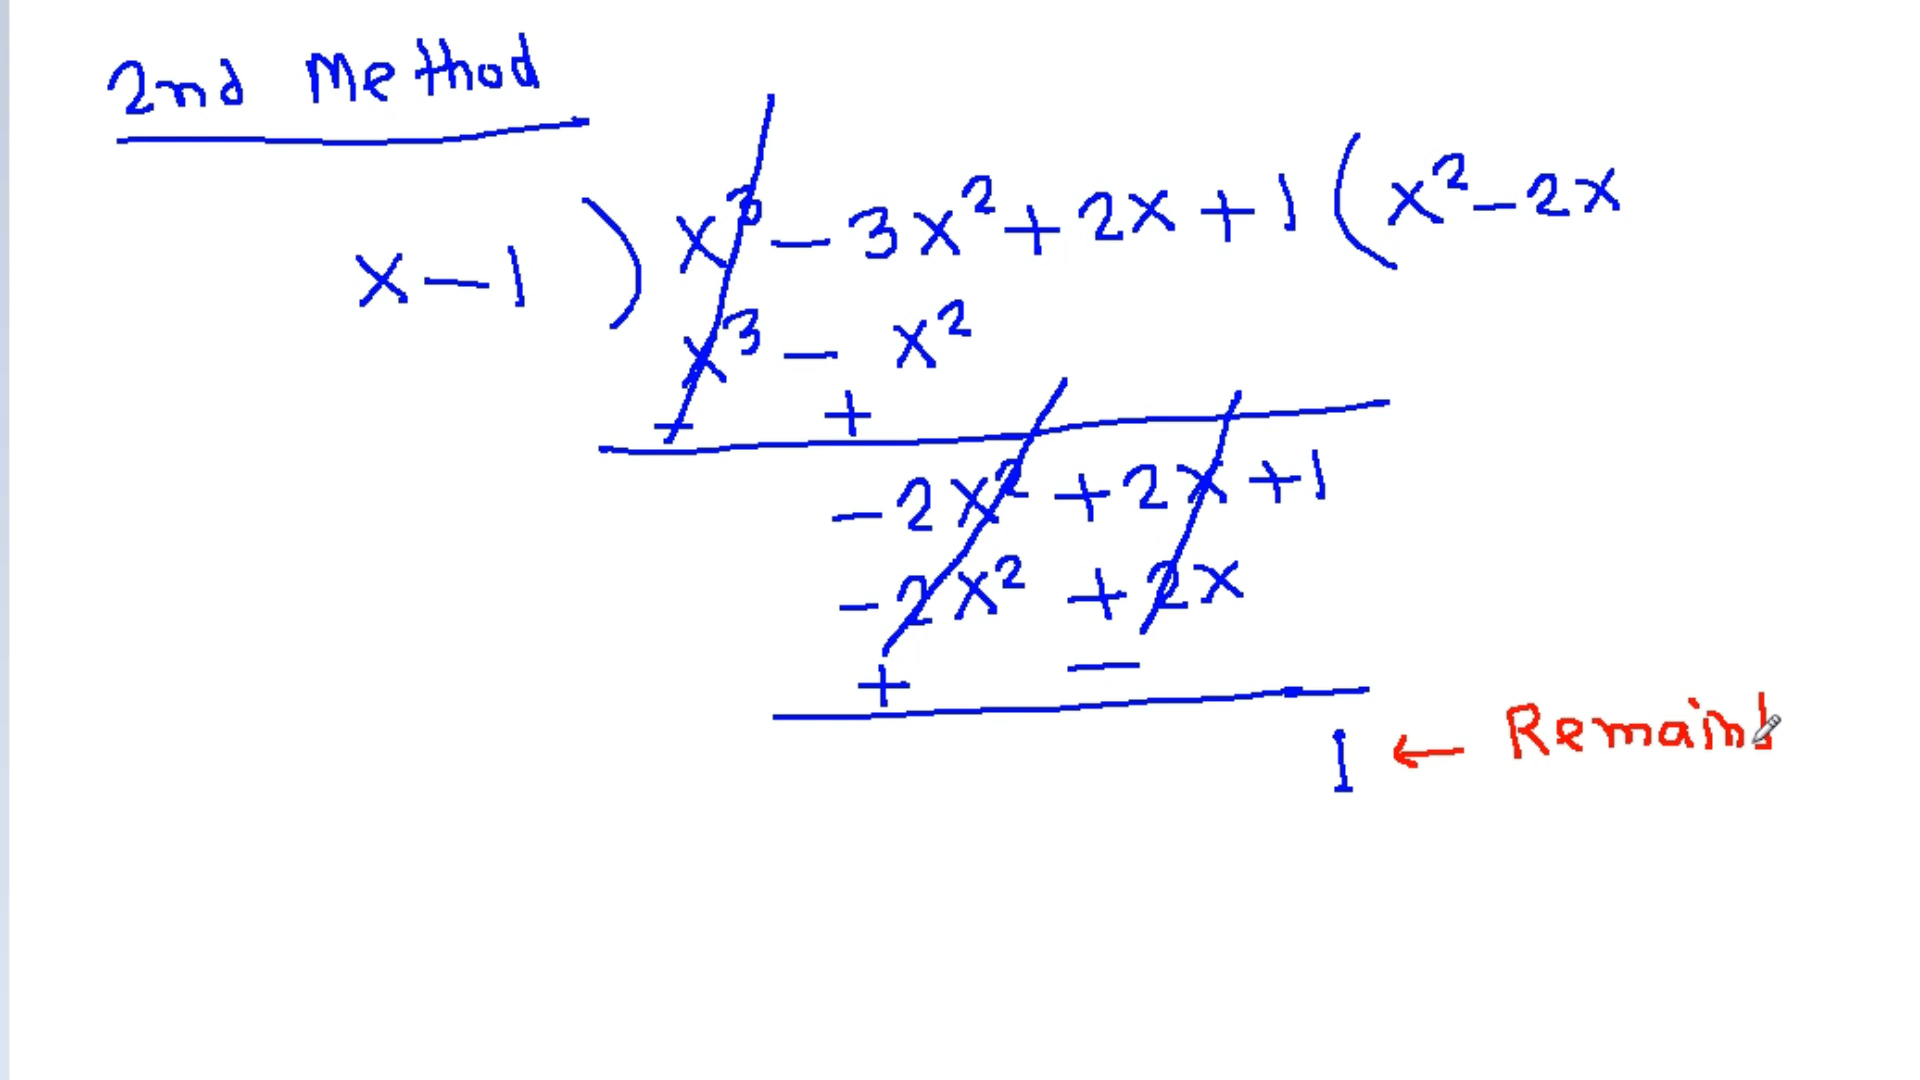 2nd Method
x - 1 ) x³ - 3x² + 2x + 1 ( x² - 2x
x³ - x²
- +
-2x² + 2x + 1
-2x² + 2x
+ -
1 ← Remain